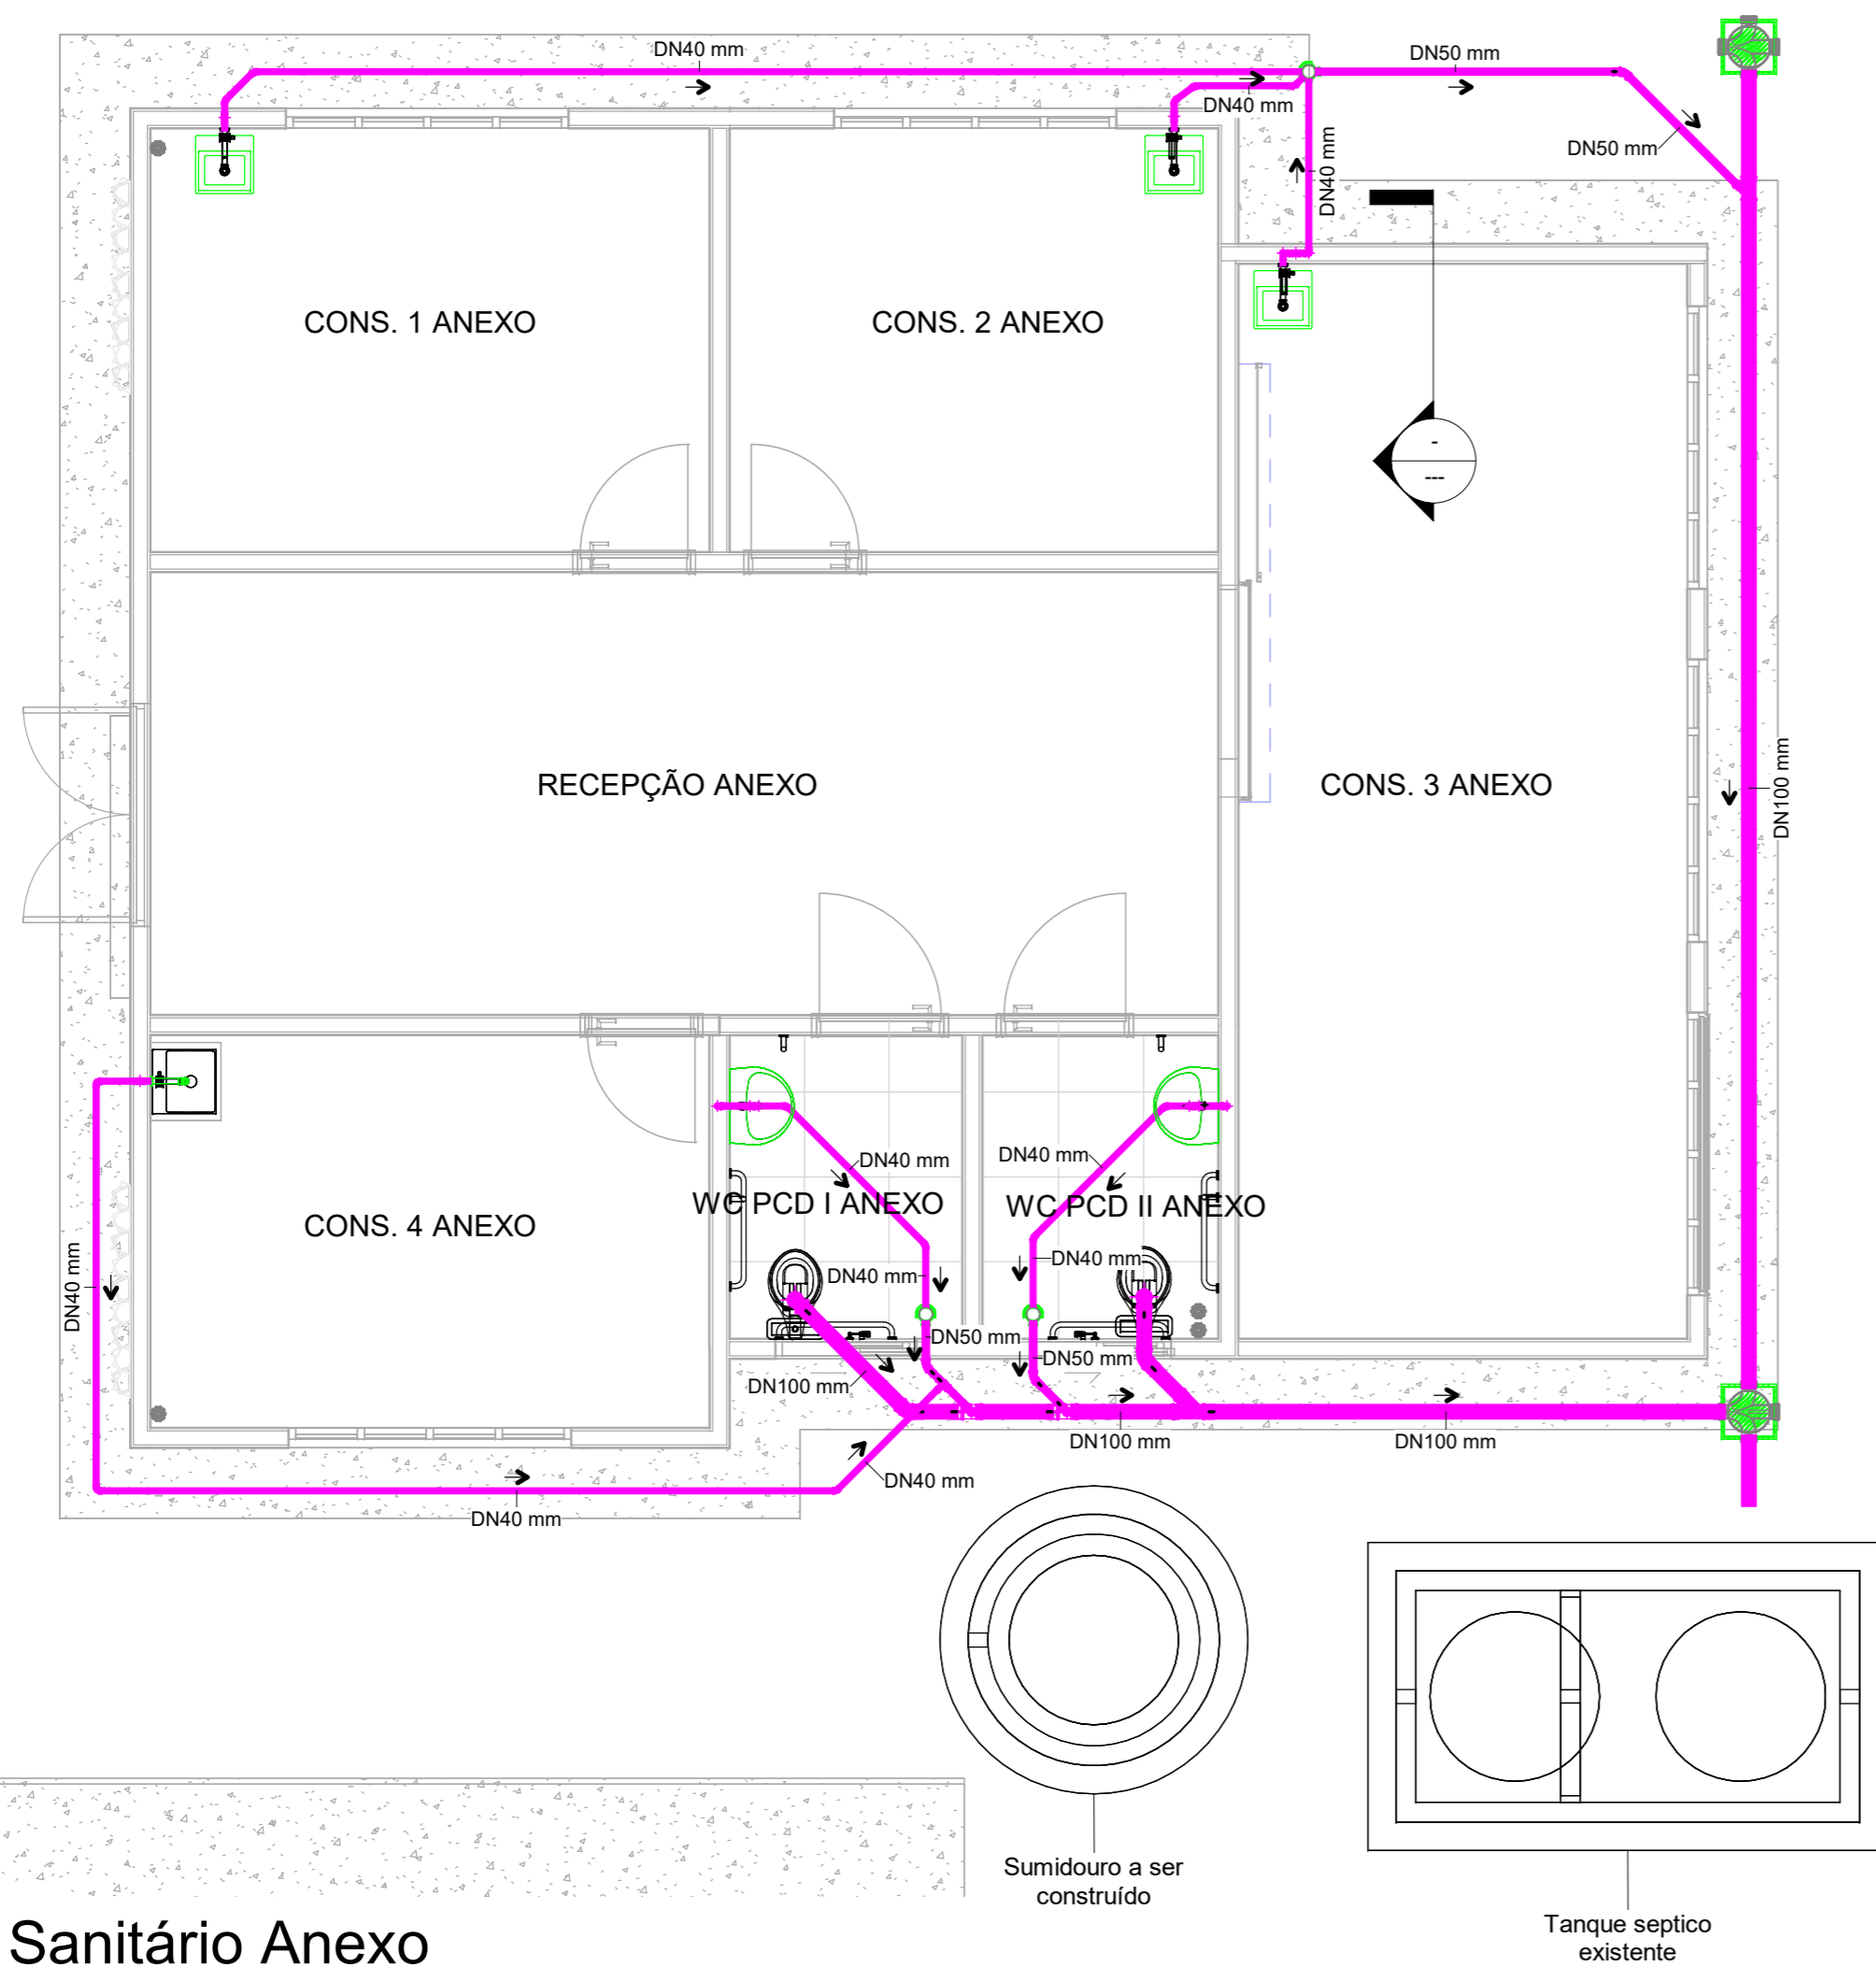 DN40 mm
DN50 mm
DN40 mm
DN40 mm
DN50 mm
CONS. 1 ANEXO
CONS. 2 ANEXO
-
---
RECEPÇÃO ANEXO
CONS. 3 ANEXO
DN100 mm
DN40 mm
DN40 mm
WC PCD I ANEXO
WC PCD II ANEXO
CONS. 4 ANEXO
DN40 mm
DN40 mm
DN40 mm
DN50 mm
DN50 mm
DN100 mm
DN100 mm
DN100 mm
DN40 mm
DN40 mm
Sumidouro a ser
construído
Tanque septico
existente
Sanitário Anexo